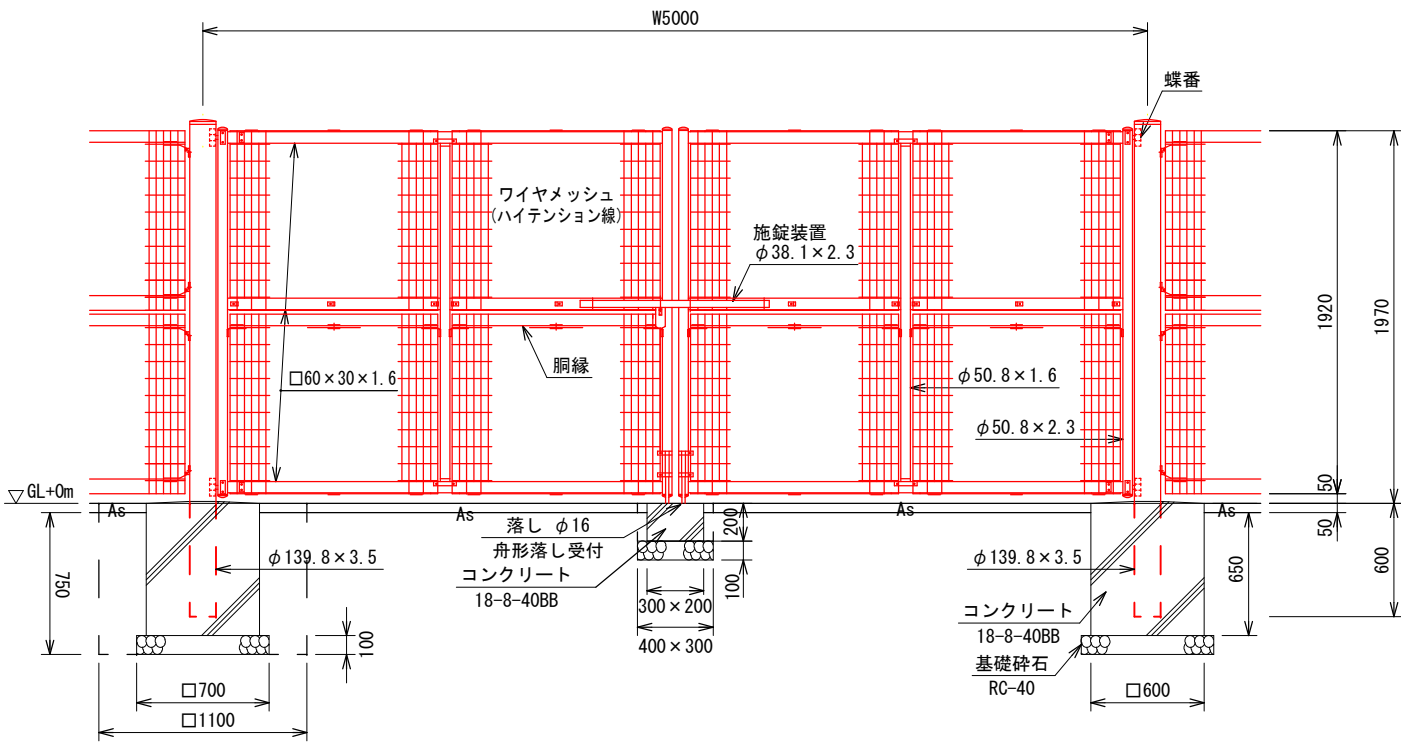 W5000
蝶番
ワイヤメッシュ
(ハイテンション線)
施錠装置
φ38.1×2.3
1920
1970
胴縁
□60×30×1.6
φ50.8×1.6
φ50.8×2.3
GL+0m
As
As
As
As
50
50
落し φ16
舟形落し受付
コンクリート
18-8-40BB
200
100
300×200
400×300
φ139.8×3.5
φ139.8×3.5
750
650
600
コンクリート
18-8-40BB
基礎砕石
RC-40
100
□700
□1100
□600